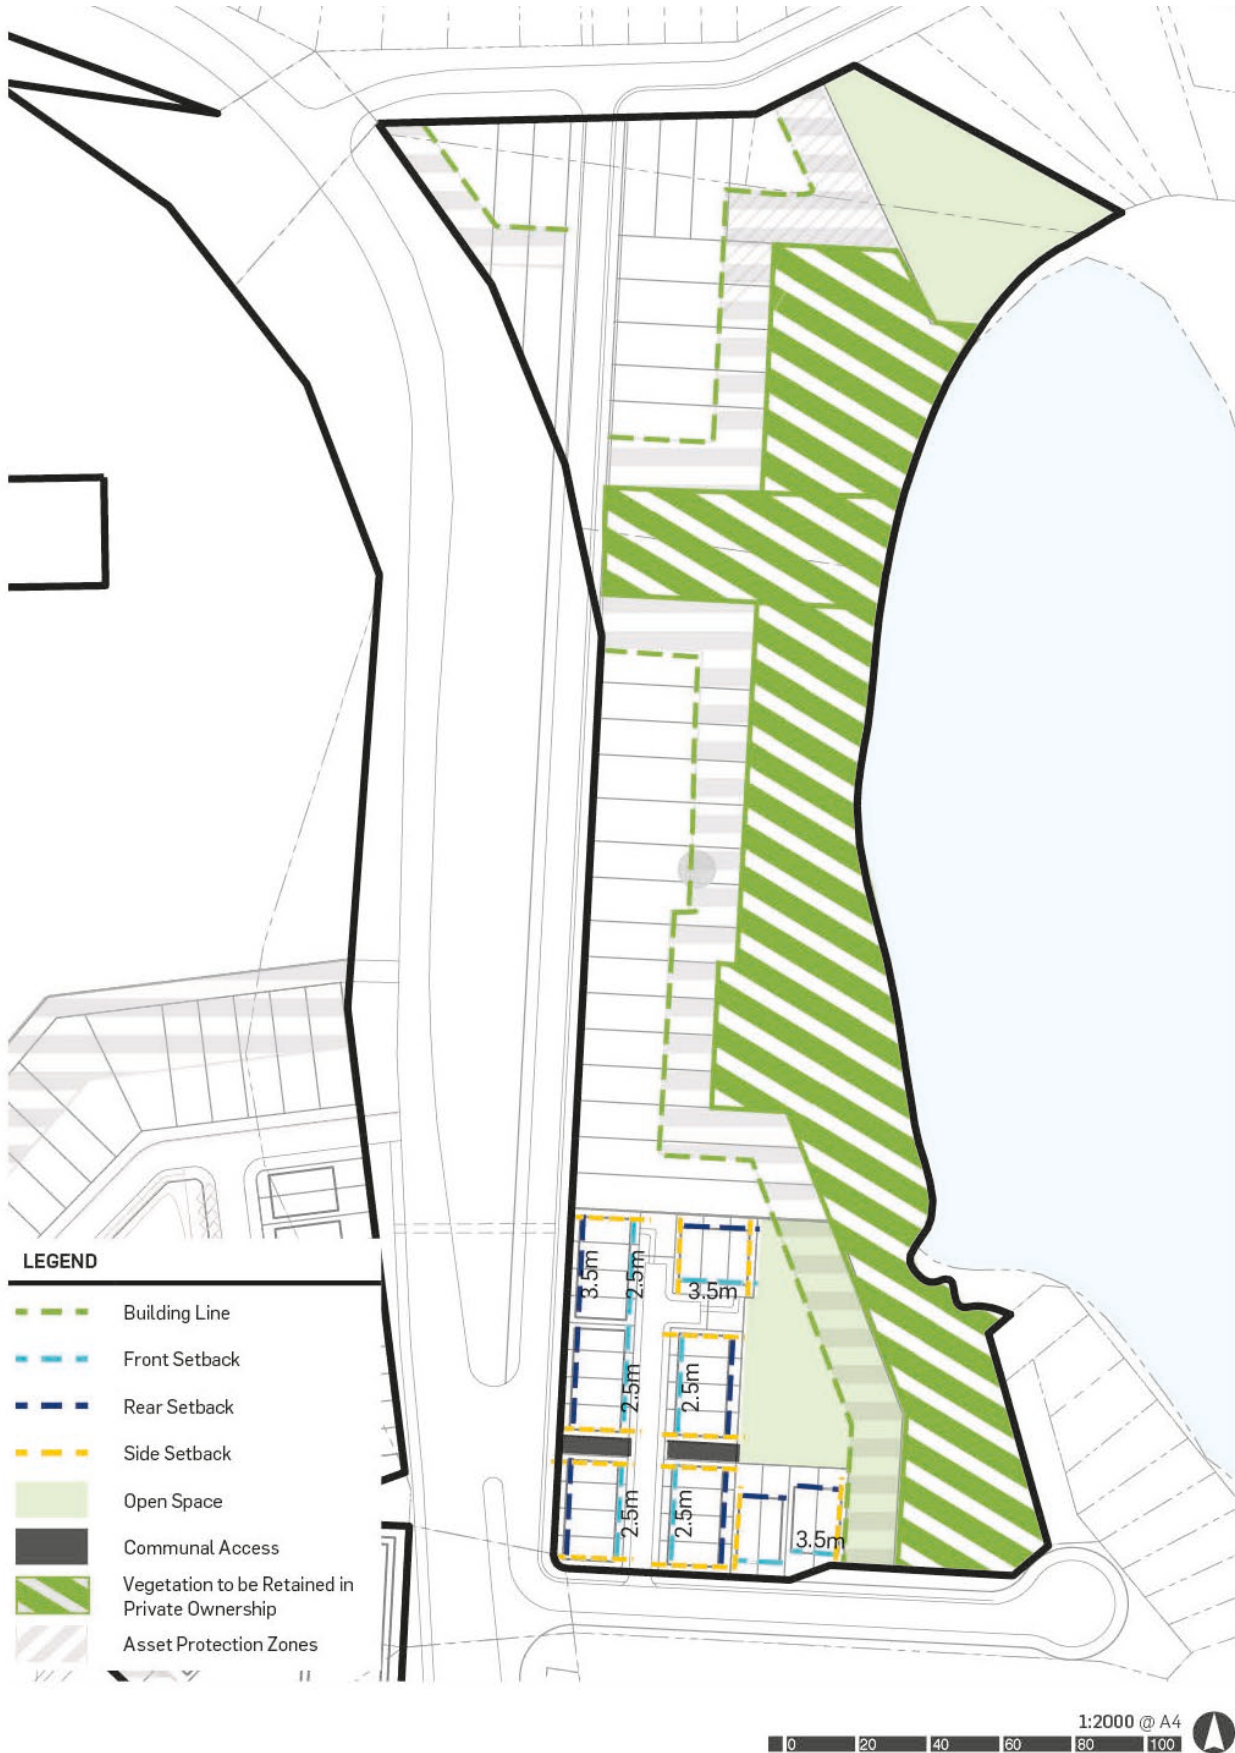 3.5m
2.5m
3.5m
2.5m
2.5m
2.5m
2.5m
3.5m
LEGEND
Building Line
Front Setback
Rear Setback
Side Setback
Open Space
Communal Access
Vegetation to be Retained in
Private Ownership
Asset Protection Zones
1:2000 @ A4
0 20 40 60 80 100